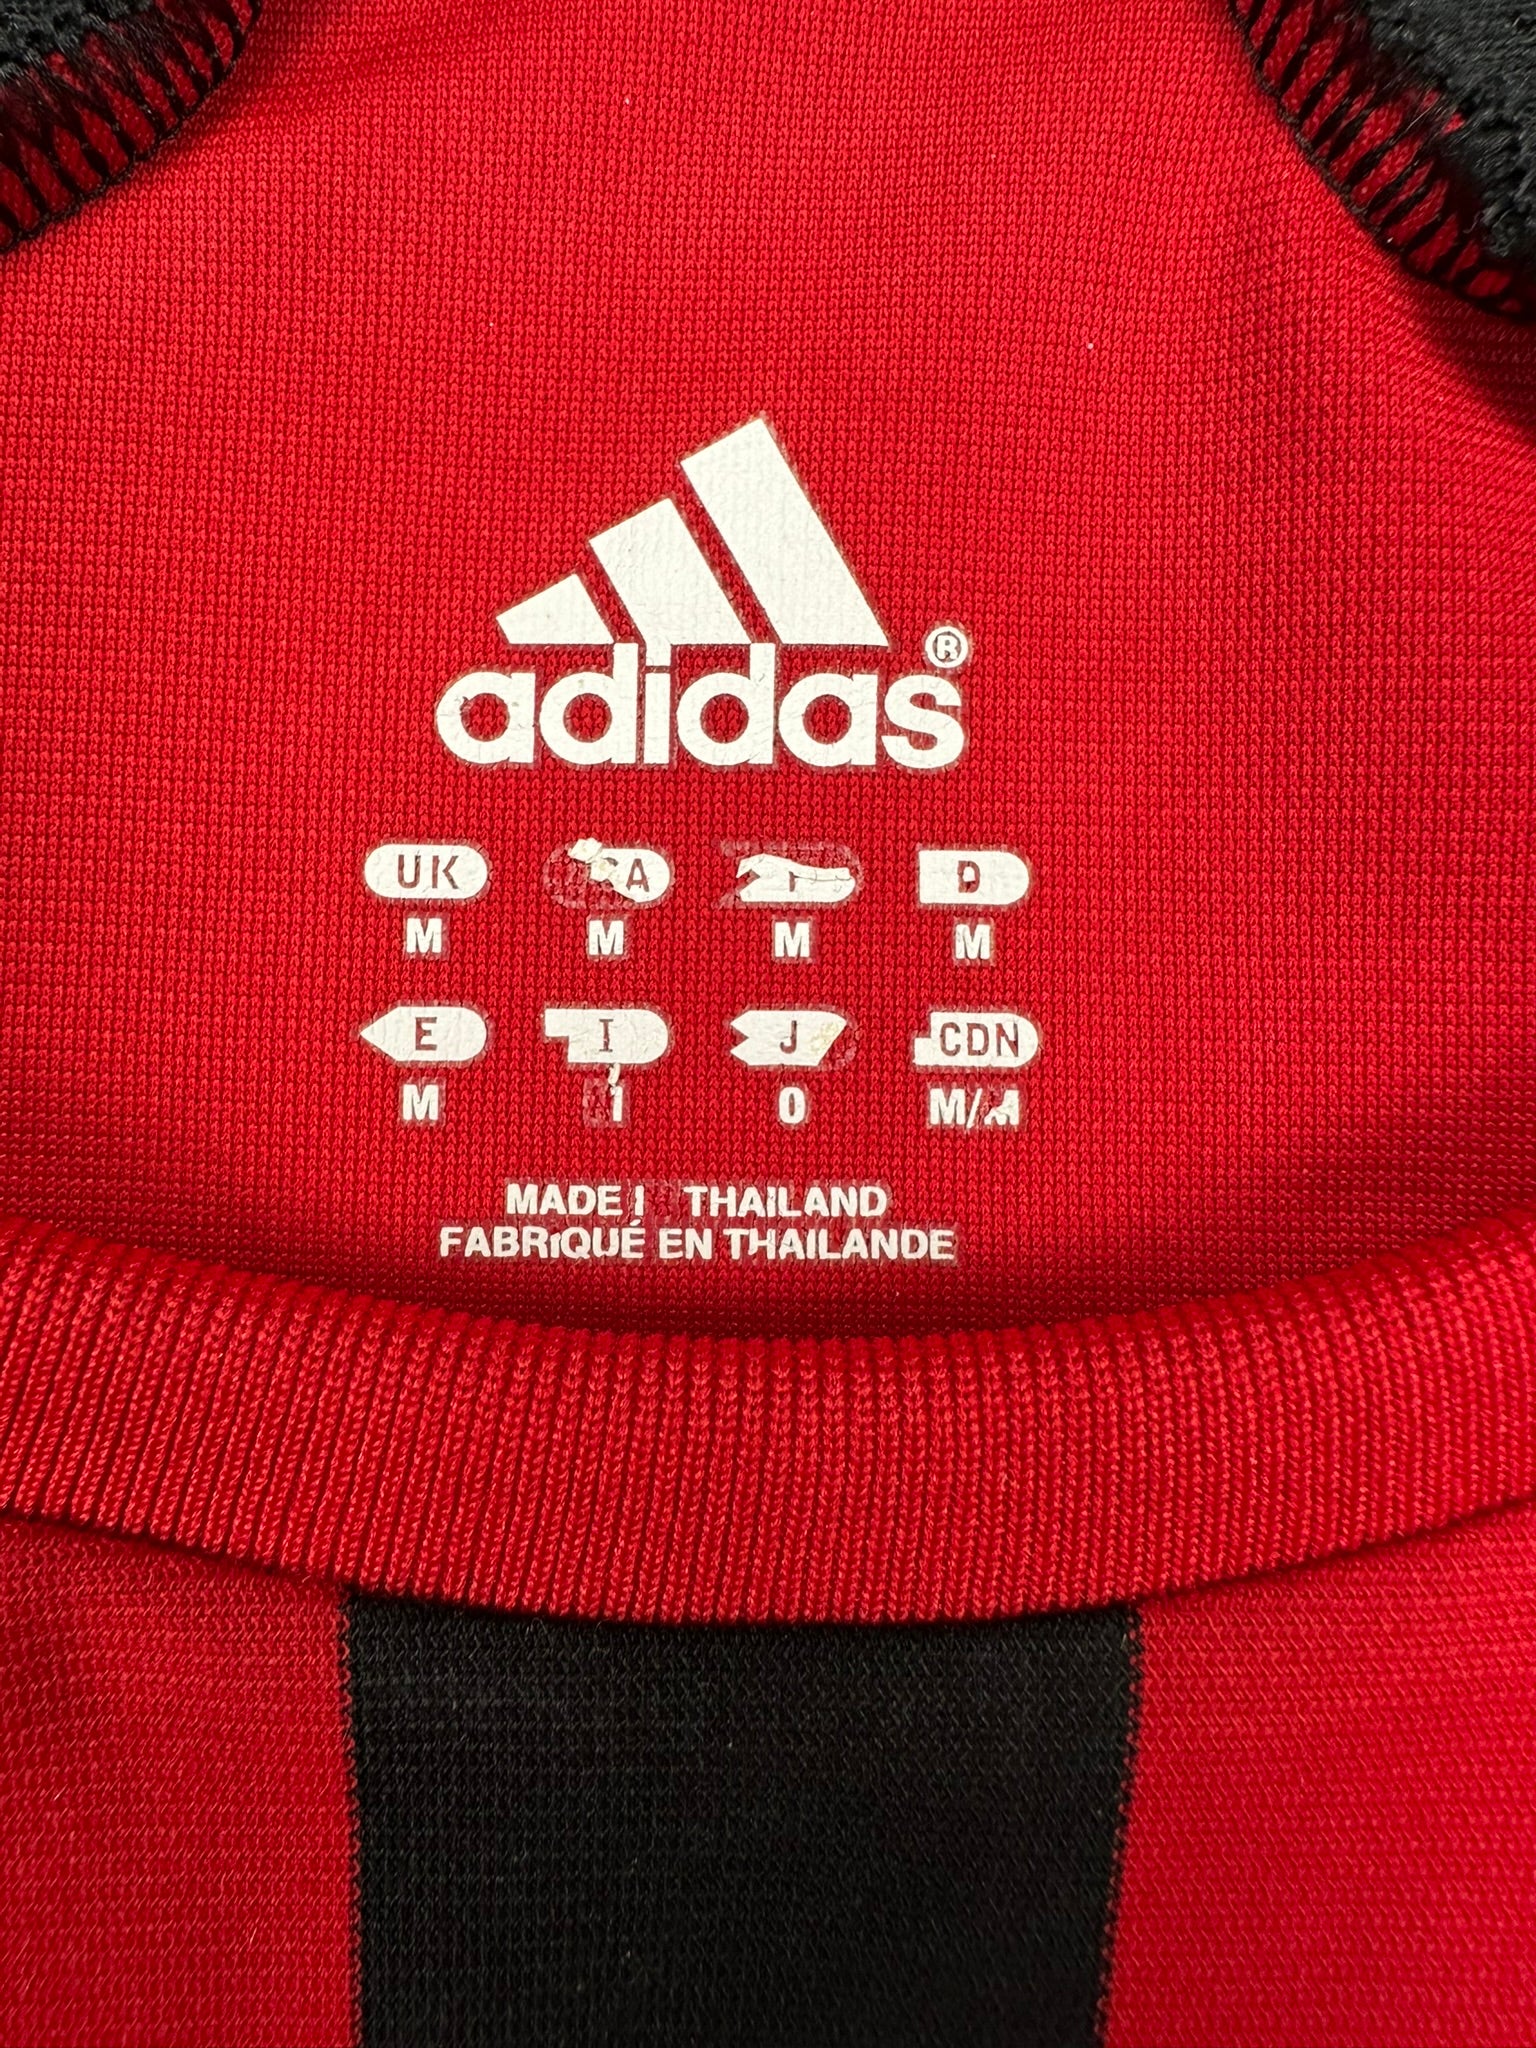 adidas®
UK D
M M M M
E I J CDN
M 0 M/M
MADE THAILAND
FABRIQUÉ EN THAILANDE